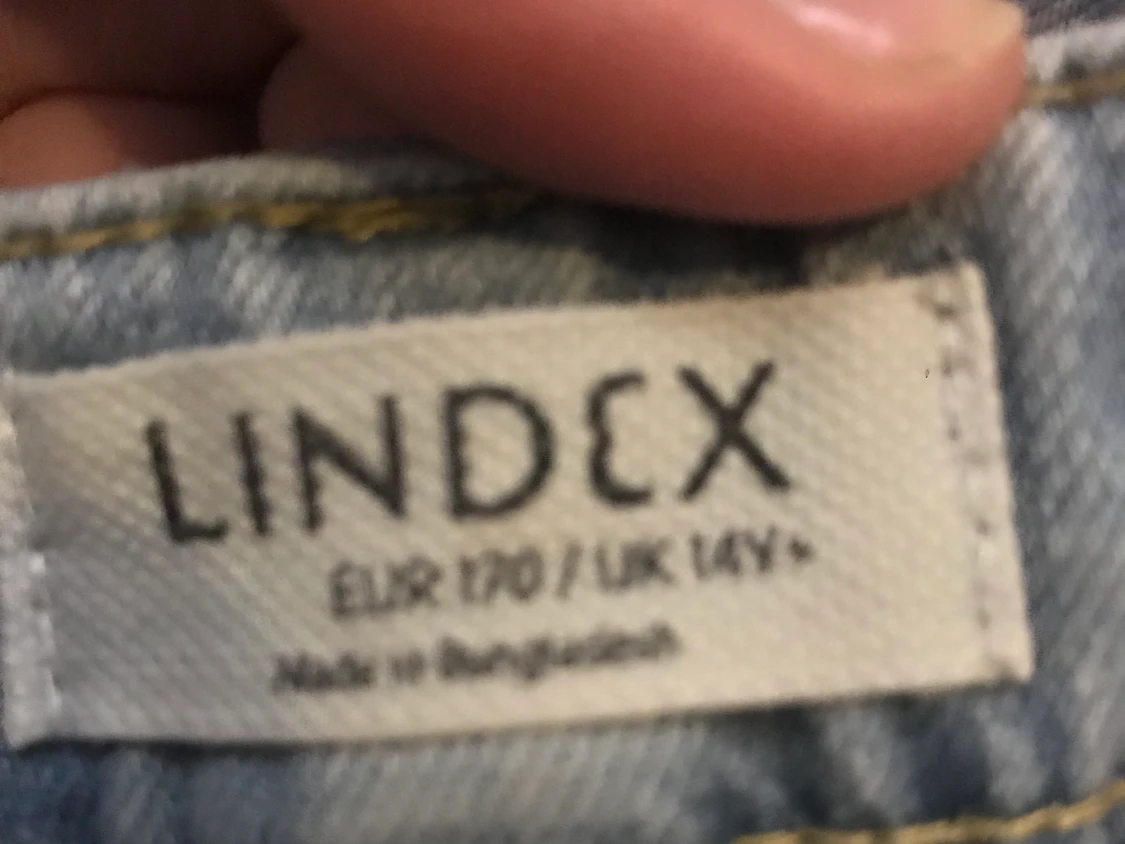 LINDEX
EUR 170 / UK 14Y+
Made in Bangladesh